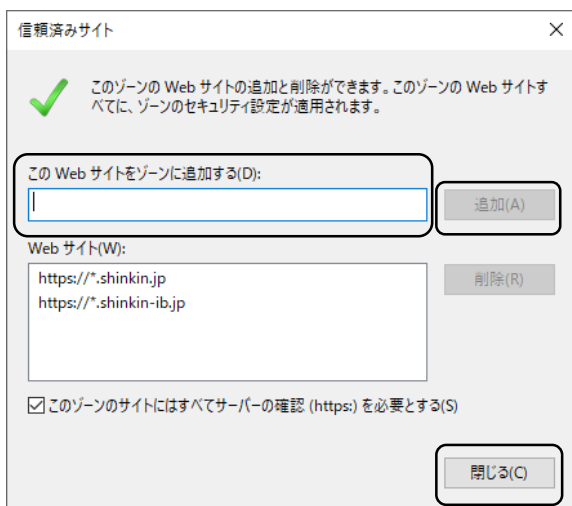 信頼済みサイト
このゾーンの Web サイトの追加と削除ができます。このゾーンの Web サイトす
べてに、ゾーンのセキュリティ設定が適用されます。
この Web サイトをゾーンに追加する(D):
追加(A)
Web サイト(W):
https://*.shinkin.jp
https://*.shinkin-ib.jp
削除(R)
このゾーンのサイトにはすべてサーバーの確認 (https:) を必要とする(S)
閉じる(C)